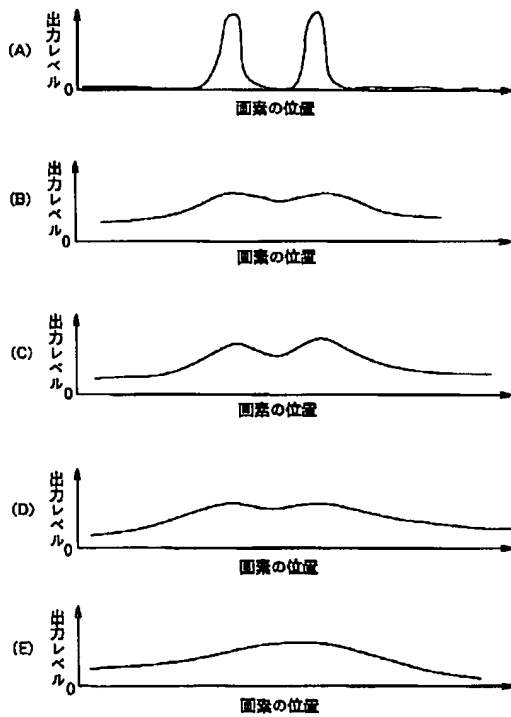 (A)
出力レベル
0
画素の位置
(B)
出力レベル
0
画素の位置
(C)
出力レベル
0
画素の位置
(D)
出力レベル
0
画素の位置
(E)
出力レベル
0
画素の位置